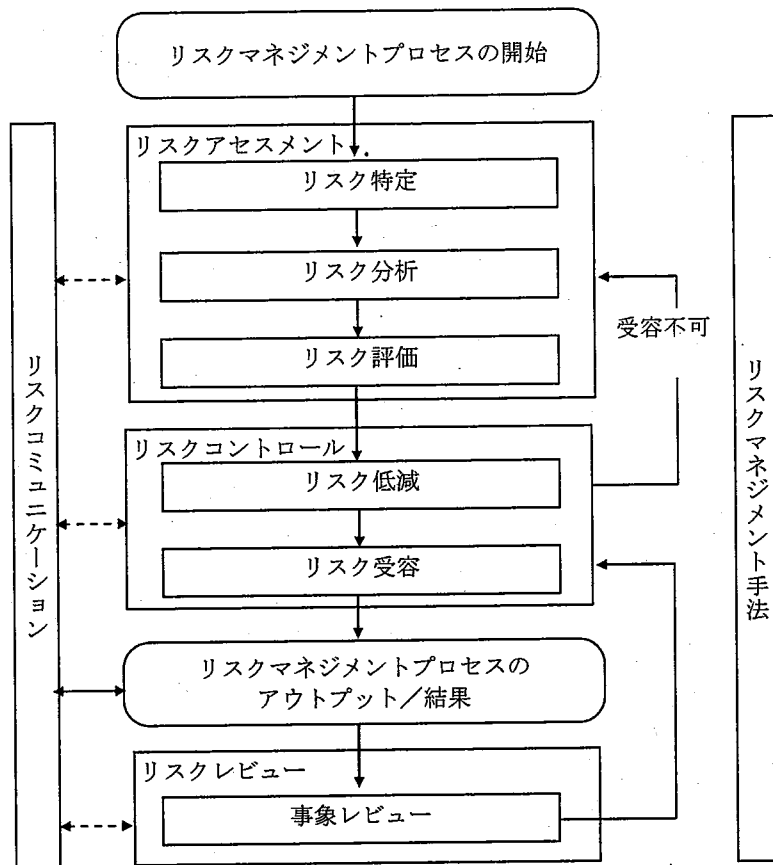 リスクマネジメントプロセスの開始
リスクアセスメント
リスク特定
リスク分析
リスク評価
受容不可
リスクコミュニケーション
リスクマネジメント手法
リスクコントロール
リスク低減
リスク受容
リスクマネジメントプロセスの
アウトプット／結果
リスクレビュー
事象レビュー